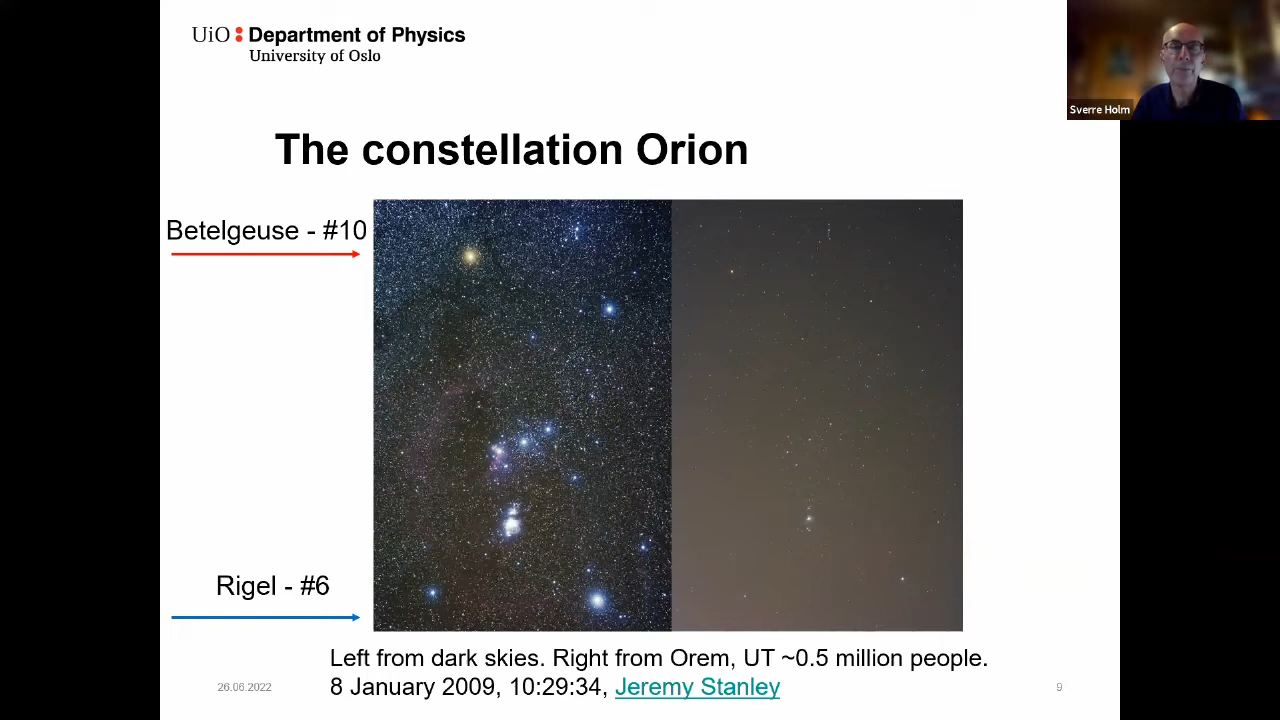 UiO Department of Physics
University of Oslo
Sverre Holm
The constellation Orion
Betelgeuse - #10
Rigel - #6
Left from dark skies. Right from Orem, UT ~0.5 million people.
8 January 2009, 10:29:34, Jeremy Stanley
26.06.2022
9